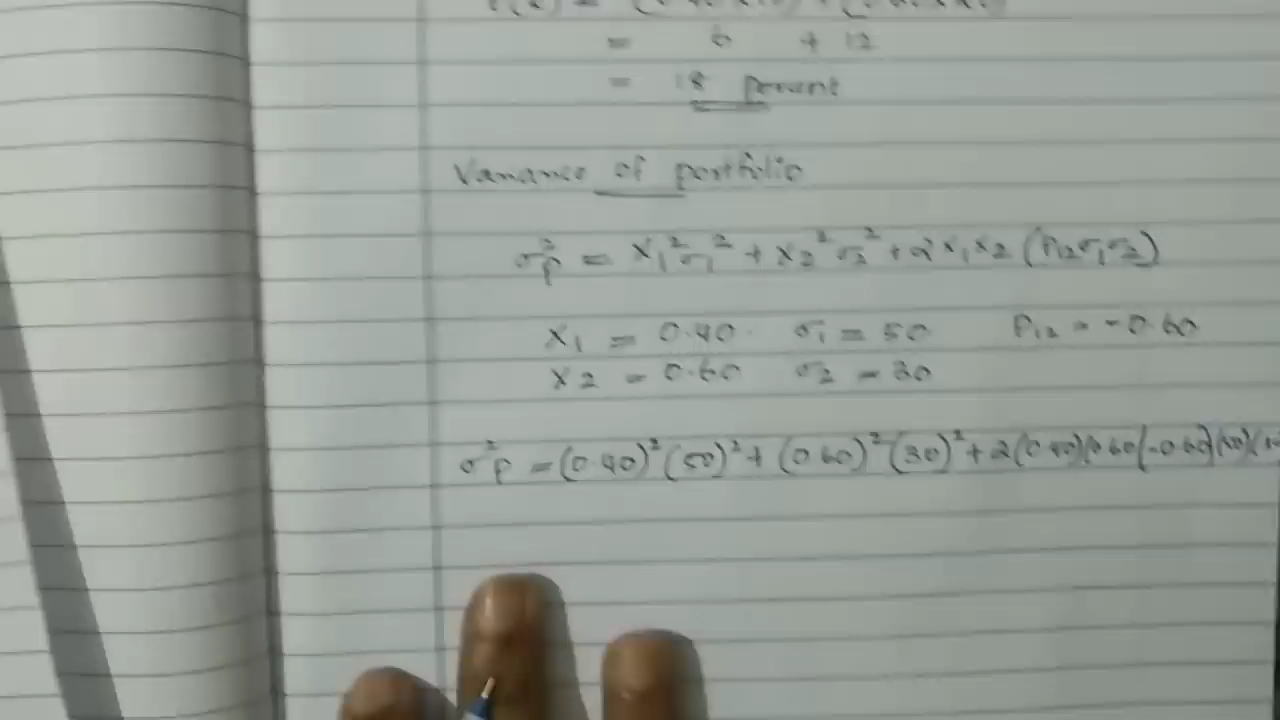 = 6 + 12
= 18 percent
Variance of portfolio
σ²p = X₁²σ₁² + X₂²σ₂² + 2X₁X₂ (P₁₂σ₁σ₂)
X₁ = 0.40 σ₁ = 50 P₁₂ = -0.60
X2 = 0.60 σ₂ = 30
σ²p = (0.40)² (50)² + (0.60)² (30)² + 2(0.40)(0.60(-0.60)(50)(